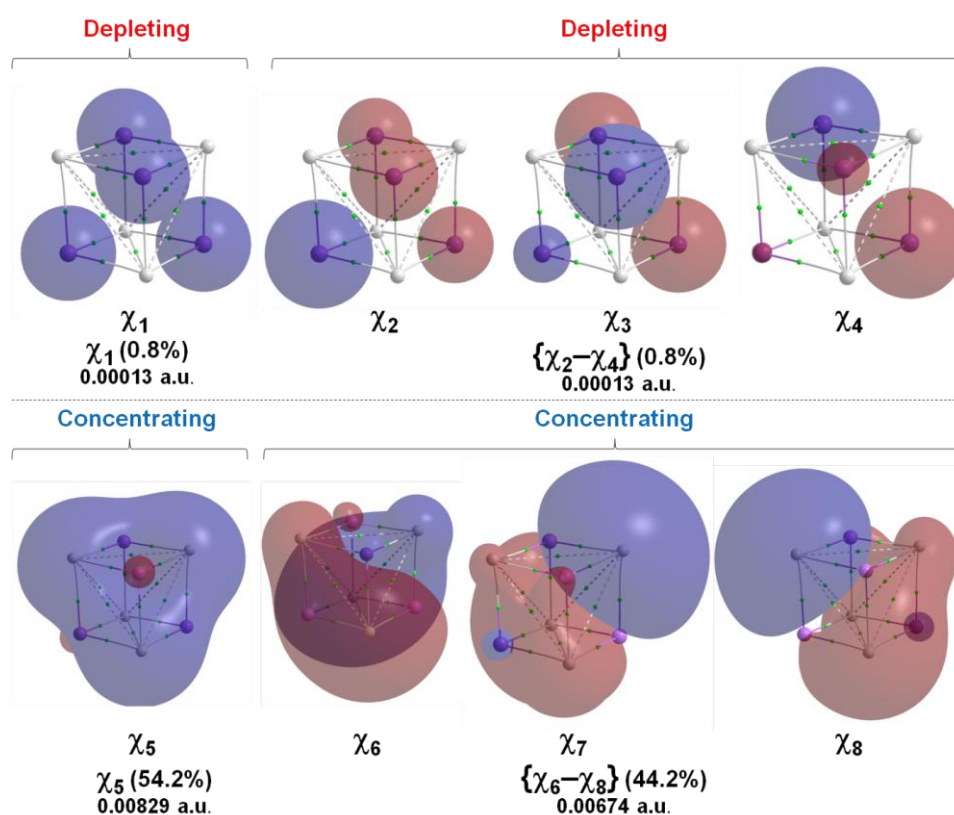 Depleting Depleting
χ1 χ2 χ3 χ4
χ1 (0.8%) {χ2−χ4} (0.8%)
0.00013 a.u. 0.00013 a.u.
Concentrating Concentrating
χ5 χ6 χ7 χ8
χ5 (54.2%) {χ6−χ8} (44.2%)
0.00829 a.u. 0.00674 a.u.